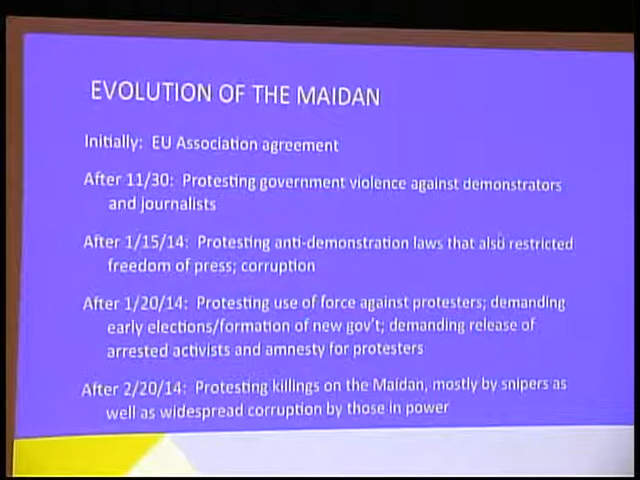 EVOLUTION OF THE MAIDAN
Initially: EU Association agreement
After 11/30: Protesting government violence against demonstrators
and journalists
After 1/15/14: Protesting anti-demonstration laws that also restricted
freedom of press; corruption
After 1/20/14: Protesting use of force against protesters; demanding
early elections/formation of new gov't; demanding release of
arrested activists and amnesty for protesters
After 2/20/14: Protesting killings on the Maidan, mostly by snipers as
well as widespread corruption by those in power